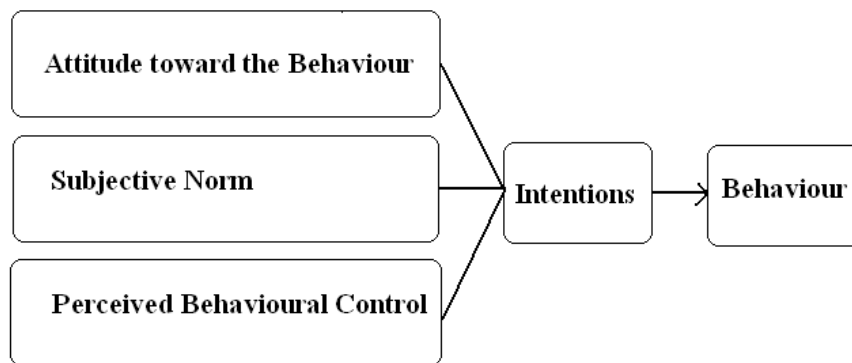 Attitude toward the Behaviour
Subjective Norm
Perceived Behavioural Control
Intentions
Behaviour